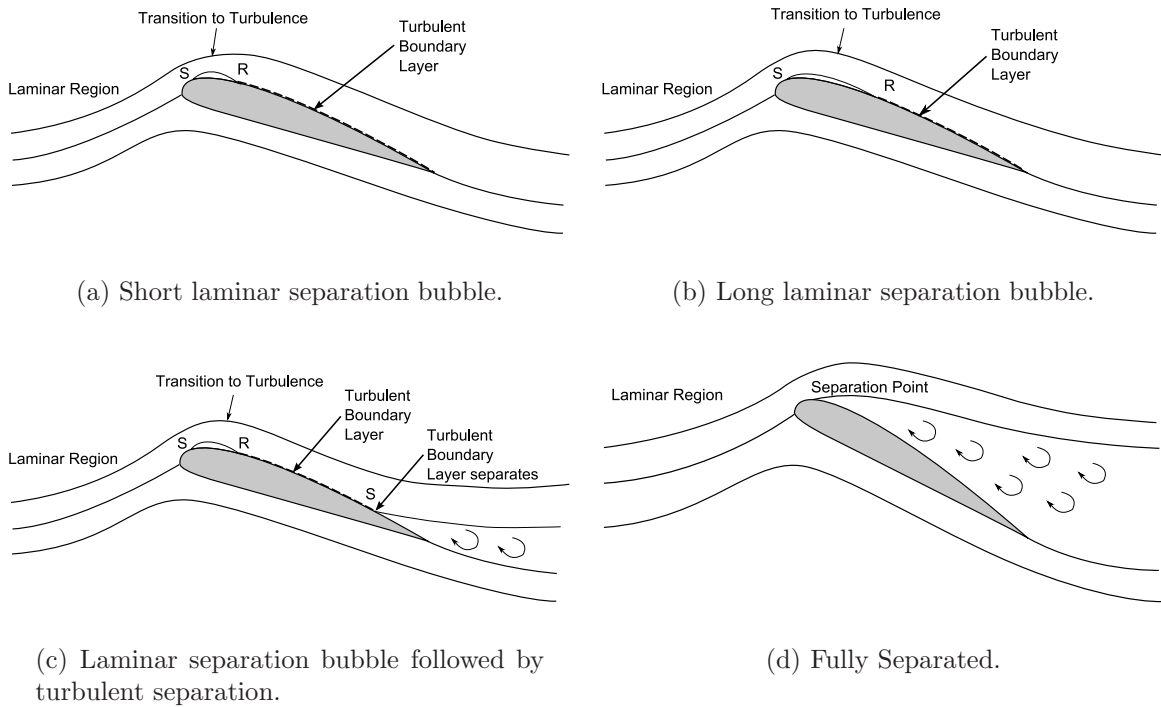 Transition to Turbulence
Turbulent
Boundary
Layer
S
R
Laminar Region
(a) Short laminar separation bubble.
Transition to Turbulence
Turbulent
Boundary
Layer
S
R
Laminar Region
(b) Long laminar separation bubble.
Transition to Turbulence
Turbulent
Boundary
Layer
Turbulent
Boundary
Layer separates
S
R
Laminar Region
S
(c) Laminar separation bubble followed by
turbulent separation.
Laminar Region
Separation Point
(d) Fully Separated.